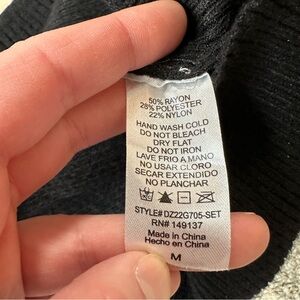 50% RAYON
28% POLYESTER
22% NYLON
HAND WASH COLD
DO NOT BLEACH
DRY FLAT
DO NOT IRON
LAVE FRIO A MANO
NO USAR CLORO
SECAR EXTENDIDO
NO PLANCHAR
STYLE# DZ22G705-SET
RN# 149137
Made in China
Hecho en China
M